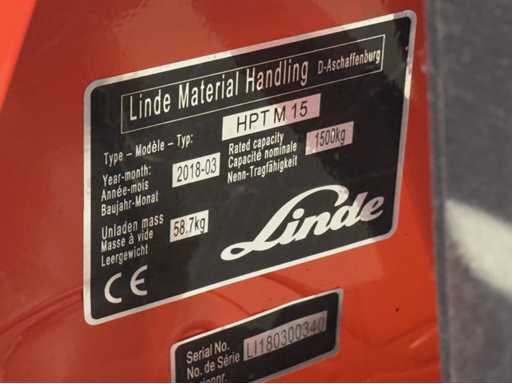 Linde Material Handling D-Aschaffenburg
Type - Modèle - Typ: HPT M 15
Year-month: 2018-03 Rated capacity 1500kg
Année-mois Capacité nominale
Baujahr-Monat Nenn-Tragfähigkeit
Unladen mass 58.7kg
Masse à vide
Leergewicht
Linde
CE
Serial No. LI180300340
No. de Série